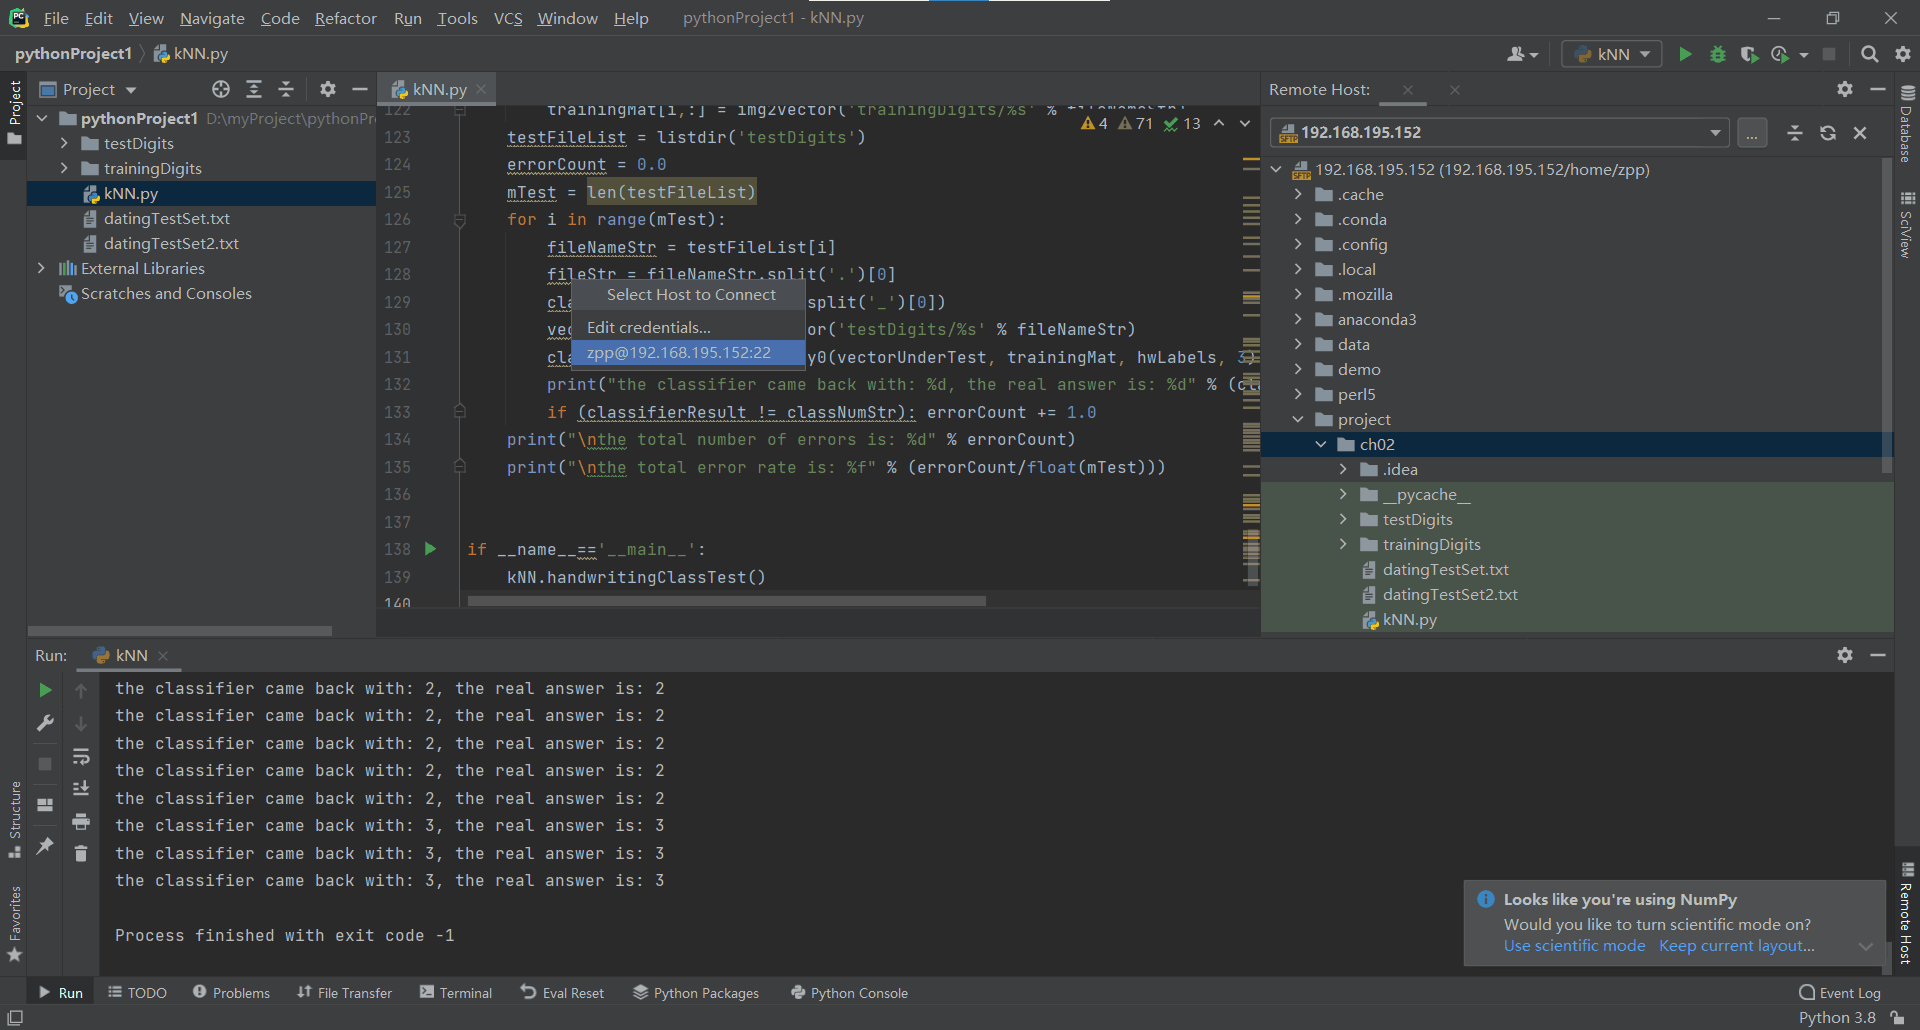 File Edit View Navigate Code Refactor Run Tools VCS Window Help pythonProject1 - kNN.py
pythonProject1 kNN.py
kNN
Project
Project
pythonProject1 D:\myProject\pythonPr
testDigits
trainingDigits
kNN.py
datingTestSet.txt
datingTestSet2.txt
External Libraries
Scratches and Consoles
kNN.py
4 71 13
122 trainingMat[i,:] = img2vector('trainingDigits/%s' % fileNameStr)
123 testFileList = listdir('testDigits')
124 errorCount = 0.0
125 mTest = len(testFileList)
126 for i in range(mTest):
127 fileNameStr = testFileList[i]
128 fileStr = fileNameStr.split('.')[0]
129 cla split('_')[0])
130 vec or('testDigits/%s' % fileNameStr)
131 cl y0(vectorUnderTest, trainingMat, hwLabels, 3)
132 print("the classifier came back with: %d, the real answer is: %d" % (cla
133 if (classifierResult != classNumStr): errorCount += 1.0
134 print("\nthe total number of errors is: %d" % errorCount)
135 print("\nthe total error rate is: %f" % (errorCount/float(mTest)))
136
137
138 if __name__=='__main__':
139 kNN.handwritingClassTest()
140
Select Host to Connect
Edit credentials...
zpp@192.168.195.152:22
Remote Host:
192.168.195.152
...
192.168.195.152 (192.168.195.152/home/zpp)
.cache
.conda
.config
.local
.mozilla
anaconda3
data
demo
perl5
project
ch02
.idea
__pycache__
testDigits
trainingDigits
datingTestSet.txt
datingTestSet2.txt
kNN.py
Database
SciView
Remote Host
Run: kNN
the classifier came back with: 2, the real answer is: 2
the classifier came back with: 2, the real answer is: 2
the classifier came back with: 2, the real answer is: 2
the classifier came back with: 2, the real answer is: 2
the classifier came back with: 2, the real answer is: 2
the classifier came back with: 3, the real answer is: 3
the classifier came back with: 3, the real answer is: 3
the classifier came back with: 3, the real answer is: 3
Process finished with exit code -1
Structure
Favorites
Looks like you're using NumPy
Would you like to turn scientific mode on?
Use scientific mode Keep current layout...
Run TODO Problems File Transfer Terminal Eval Reset Python Packages Python Console Event Log
Python 3.8